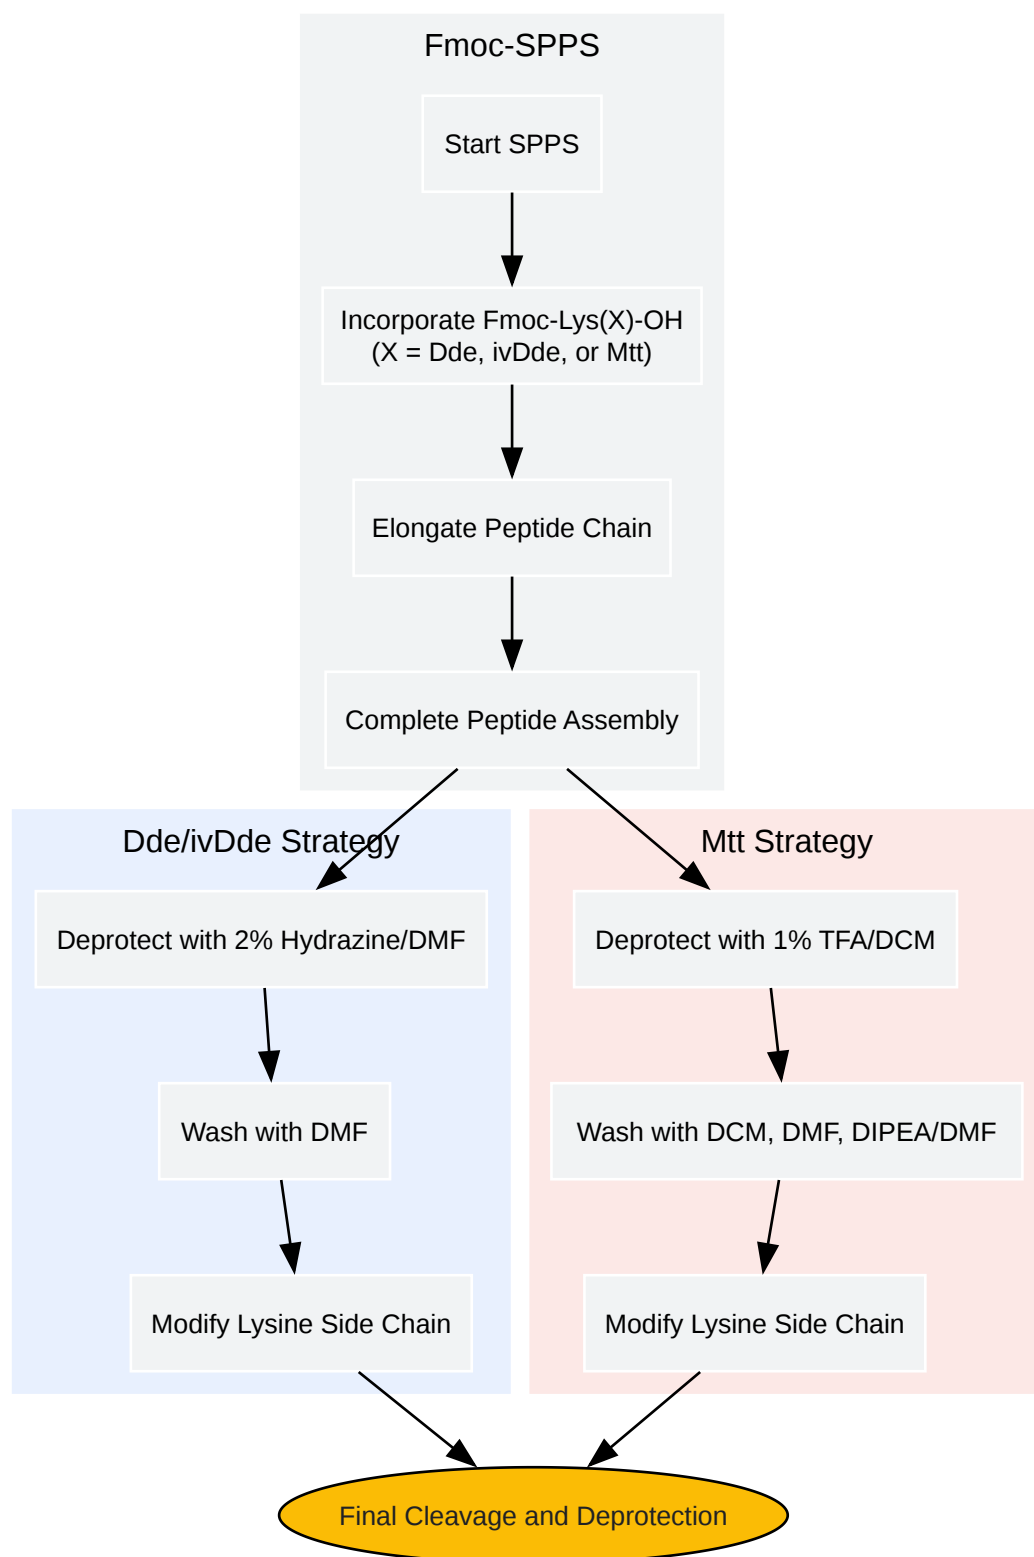 Fmoc-SPPS
Start SPPS
Incorporate Fmoc-Lys(X)-OH
(X = Dde, ivDde, or Mtt)
Elongate Peptide Chain
Complete Peptide Assembly
Dde/ivDde Strategy
Deprotect with 2% Hydrazine/DMF
Wash with DMF
Modify Lysine Side Chain
Mtt Strategy
Deprotect with 1% TFA/DCM
Wash with DCM, DMF, DIPEA/DMF
Modify Lysine Side Chain
Final Cleavage and Deprotection